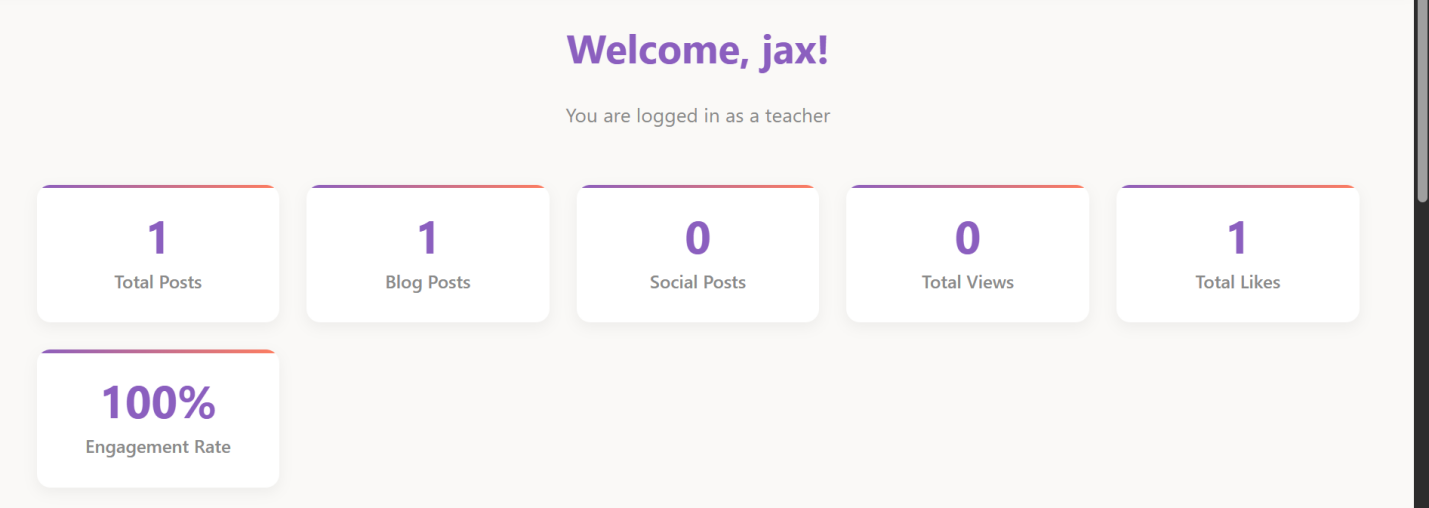 Welcome, jax!
You are logged in as a teacher
1
Total Posts
1
Blog Posts
0
Social Posts
0
Total Views
1
Total Likes
100%
Engagement Rate